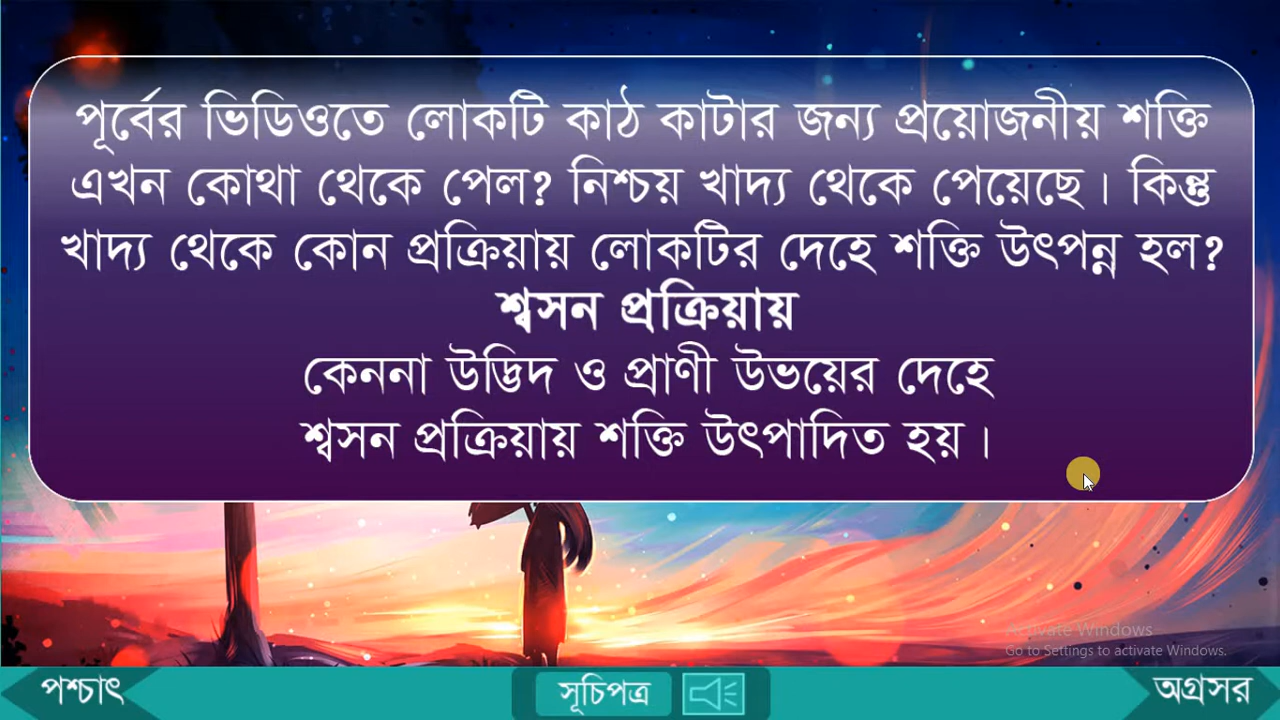 পূর্বের ভিডিওতে লোকটি কাঠ কাটার জন্য প্রয়োজনীয় শক্তি
এখন কোথা থেকে পেল? নিশ্চয় খাদ্য থেকে পেয়েছে। কিন্তু
খাদ্য থেকে কোন প্রক্রিয়ায় লোকটির দেহে শক্তি উৎপন্ন হল?
শ্বসন প্রক্রিয়ায়
কেননা উদ্ভিদ ও প্রাণী উভয়ের দেহে
শ্বসন প্রক্রিয়ায় শক্তি উৎপাদিত হয়।
Activate Windows
Go to Settings to activate Windows.
পশ্চাৎ
সূচিপত্র
অগ্রসর